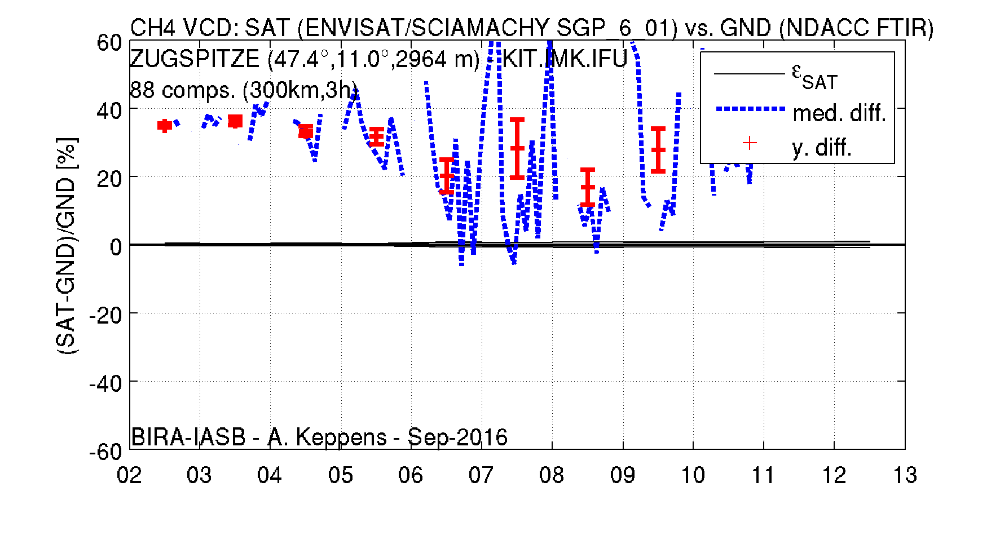 CH4 VCD: SAT (ENVISAT/SCIAMACHY SGP_6_01) vs. GND (NDACC FTIR)
ZUGSPITZE (47.4°,11.0°,2964 m) - KIT.IMK.IFU
88 comps. (300km,3h)
εSAT
med. diff.
y. diff.
(SAT-GND)/GND [%]
60
40
20
0
-20
-40
-60
BIRA-IASB - A. Keppens - Sep-2016
02 03 04 05 06 07 08 09 10 11 12 13